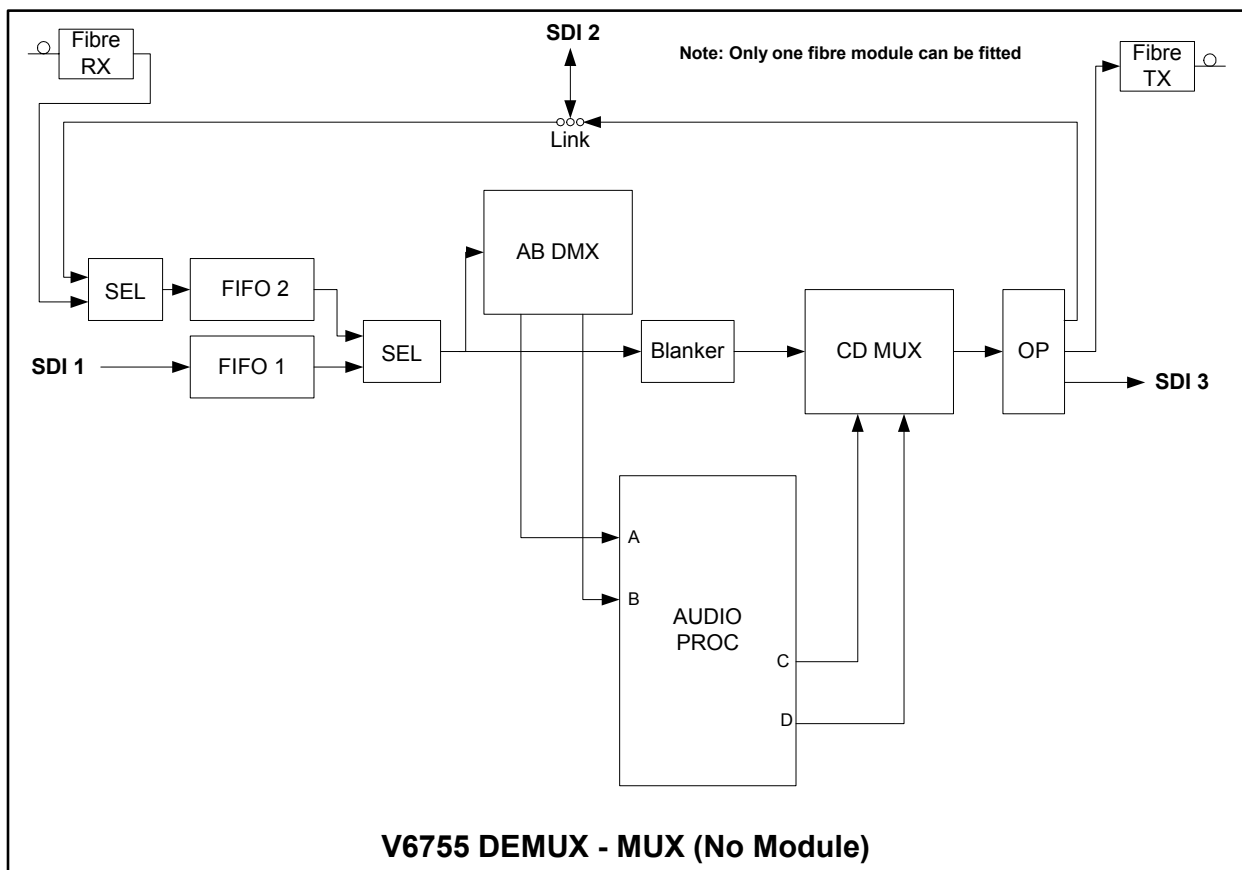 Fibre
RX
SDI 2
Note: Only one fibre module can be fitted
Fibre
TX
Link
AB DMX
SEL
FIFO 2
SDI 1
FIFO 1
SEL
Blanker
CD MUX
OP
SDI 3
A
B
AUDIO
PROC
C
D
V6755 DEMUX - MUX (No Module)